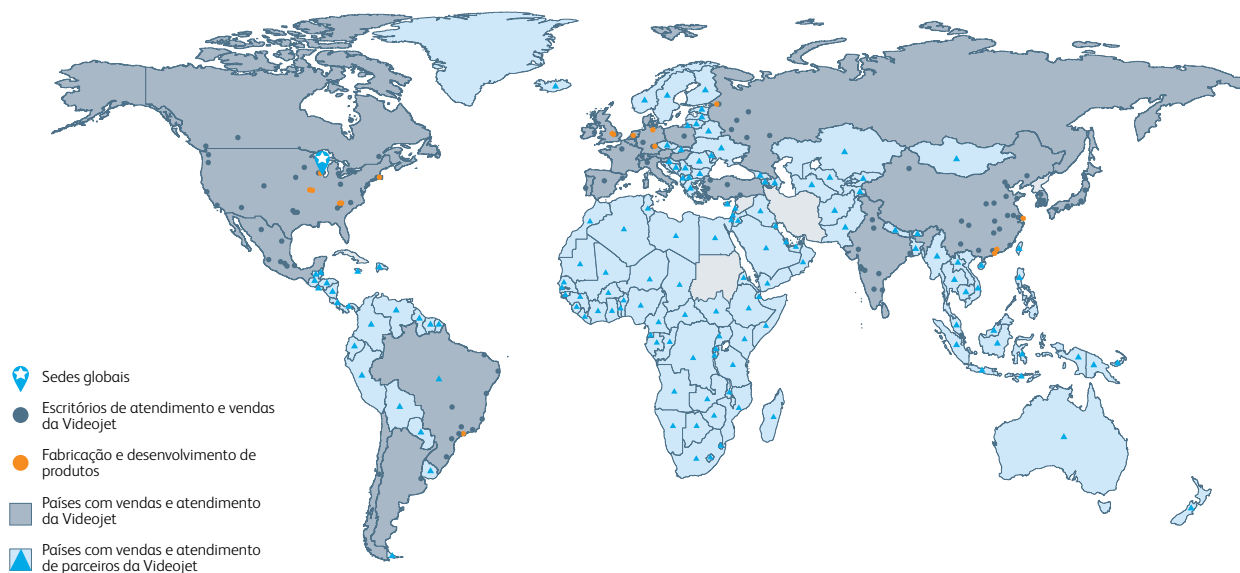 Sedes globais
Escritórios de atendimento e vendas
da Videojet
Fabricação e desenvolvimento de
produtos
Países com vendas e atendimento
da Videojet
Países com vendas e atendimento
de parceiros da Videojet